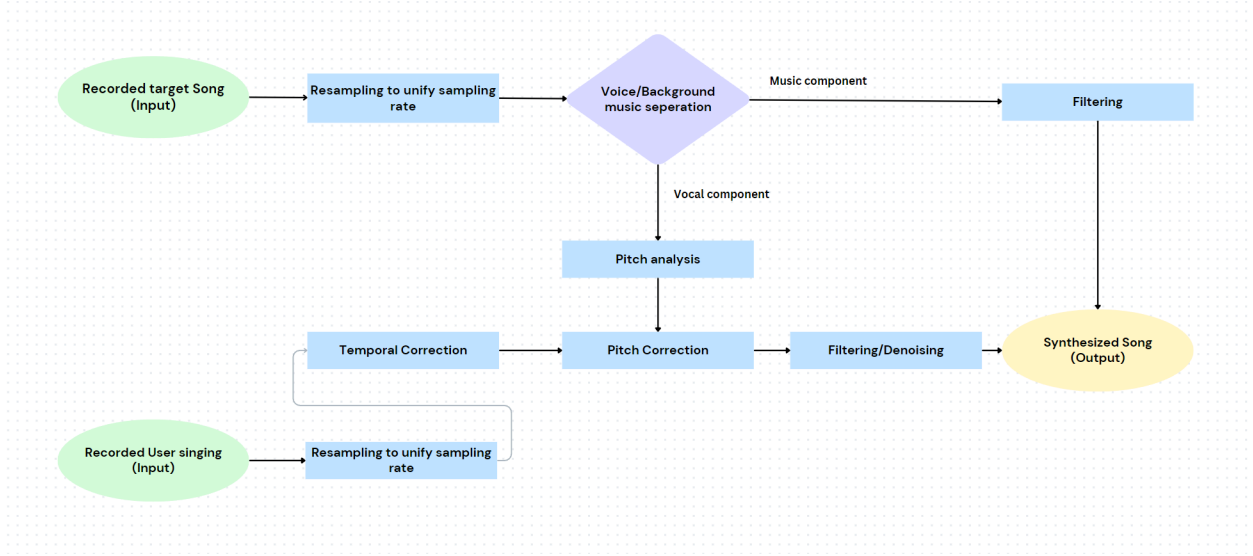 Recorded target Song
(Input)
Resampling to unify sampling
rate
Voice/Background
music seperation
Music component
Filtering
Vocal component
Pitch analysis
Temporal Correction
Pitch Correction
Filtering/Denoising
Synthesized Song
(Output)
Recorded User singing
(Input)
Resampling to unify sampling
rate